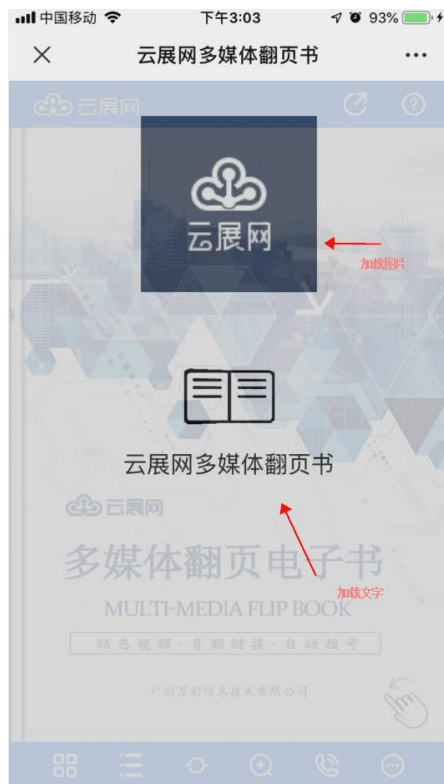 中国移动 下午3:03 93%
云展网多媒体翻页书
云展网
云展网
加载图片
云展网多媒体翻页书
云展网
多媒体翻页电子书
加载文字
MULTI-MEDIA FLIP BOOK
动态视频·音频链接·自动拨号
广州万程信息技术有限公司